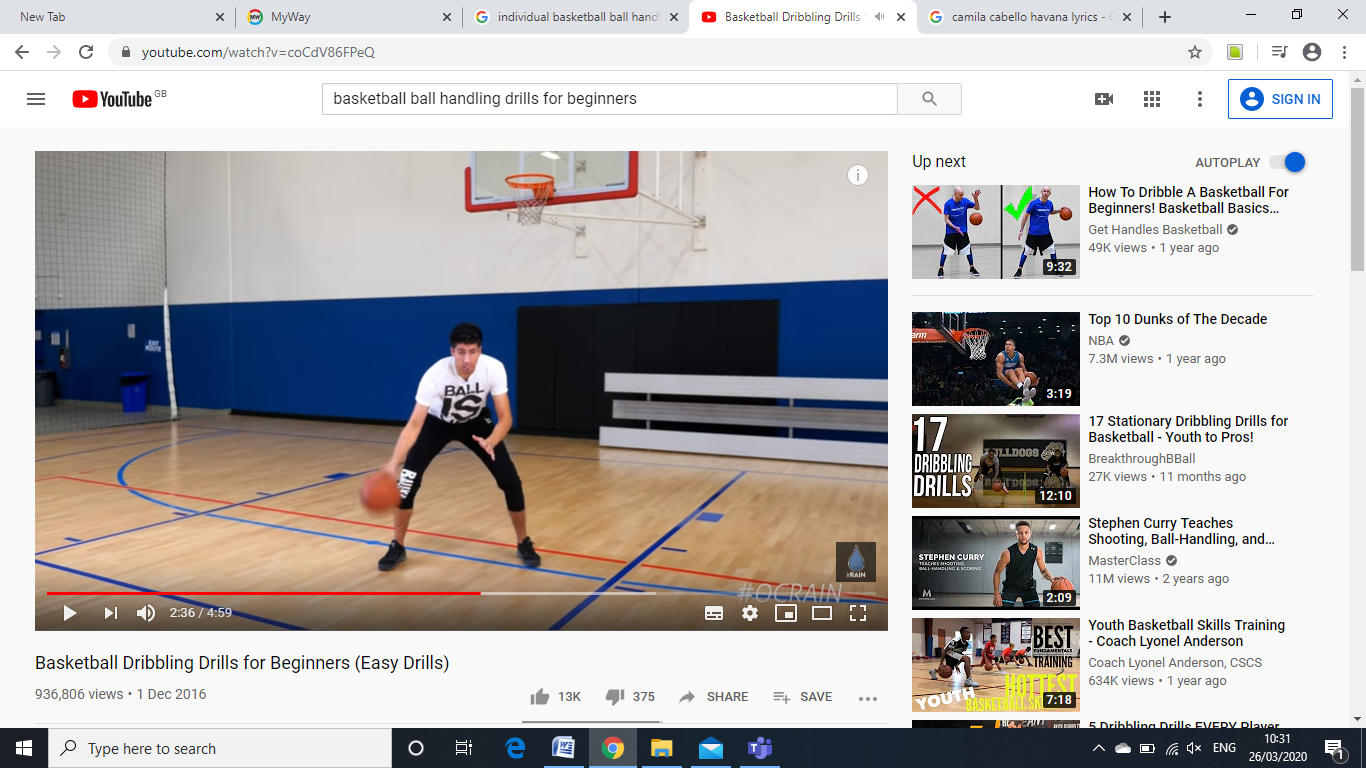 New Tab
MyWay
individual basketball ball handl
Basketball Dribbling Drills
camila cabello havana lyrics - G
youtube.com/watch?v=coCdV86FPeQ
YouTube GB
basketball ball handling drills for beginners
SIGN IN
EXIT
ROUTE
BALL
IS
RAIN
#OCRAIN
2:36 / 4:59
Basketball Dribbling Drills for Beginners (Easy Drills)
936,806 views • 1 Dec 2016
13K
375
SHARE
SAVE
Up next
AUTOPLAY
9:32
How To Dribble A Basketball For
Beginners! Basketball Basics…
Get Handles Basketball
49K views • 1 year ago
3:19
Top 10 Dunks of The Decade
NBA
7.3M views • 1 year ago
17
DRIBBLING
DRILLS
12:10
17 Stationary Dribbling Drills for
Basketball - Youth to Pros!
BreakthroughBBall
27K views • 11 months ago
STEPHEN CURRY
TEACHES SHOOTING,
BALL-HANDLING & SCORING
2:09
Stephen Curry Teaches
Shooting, Ball-Handling, and…
MasterClass
11M views • 2 years ago
BEST
FUNDAMENTALS
TRAINING
YOUTH
HOTTEST
BASKETBALL
7:18
Youth Basketball Skills Training
- Coach Lyonel Anderson
Coach Lyonel Anderson, CSCS
634K views • 1 year ago
5 Dribbling Drills EVERY Player
Type here to search
ENG
10:31
26/03/2020
1